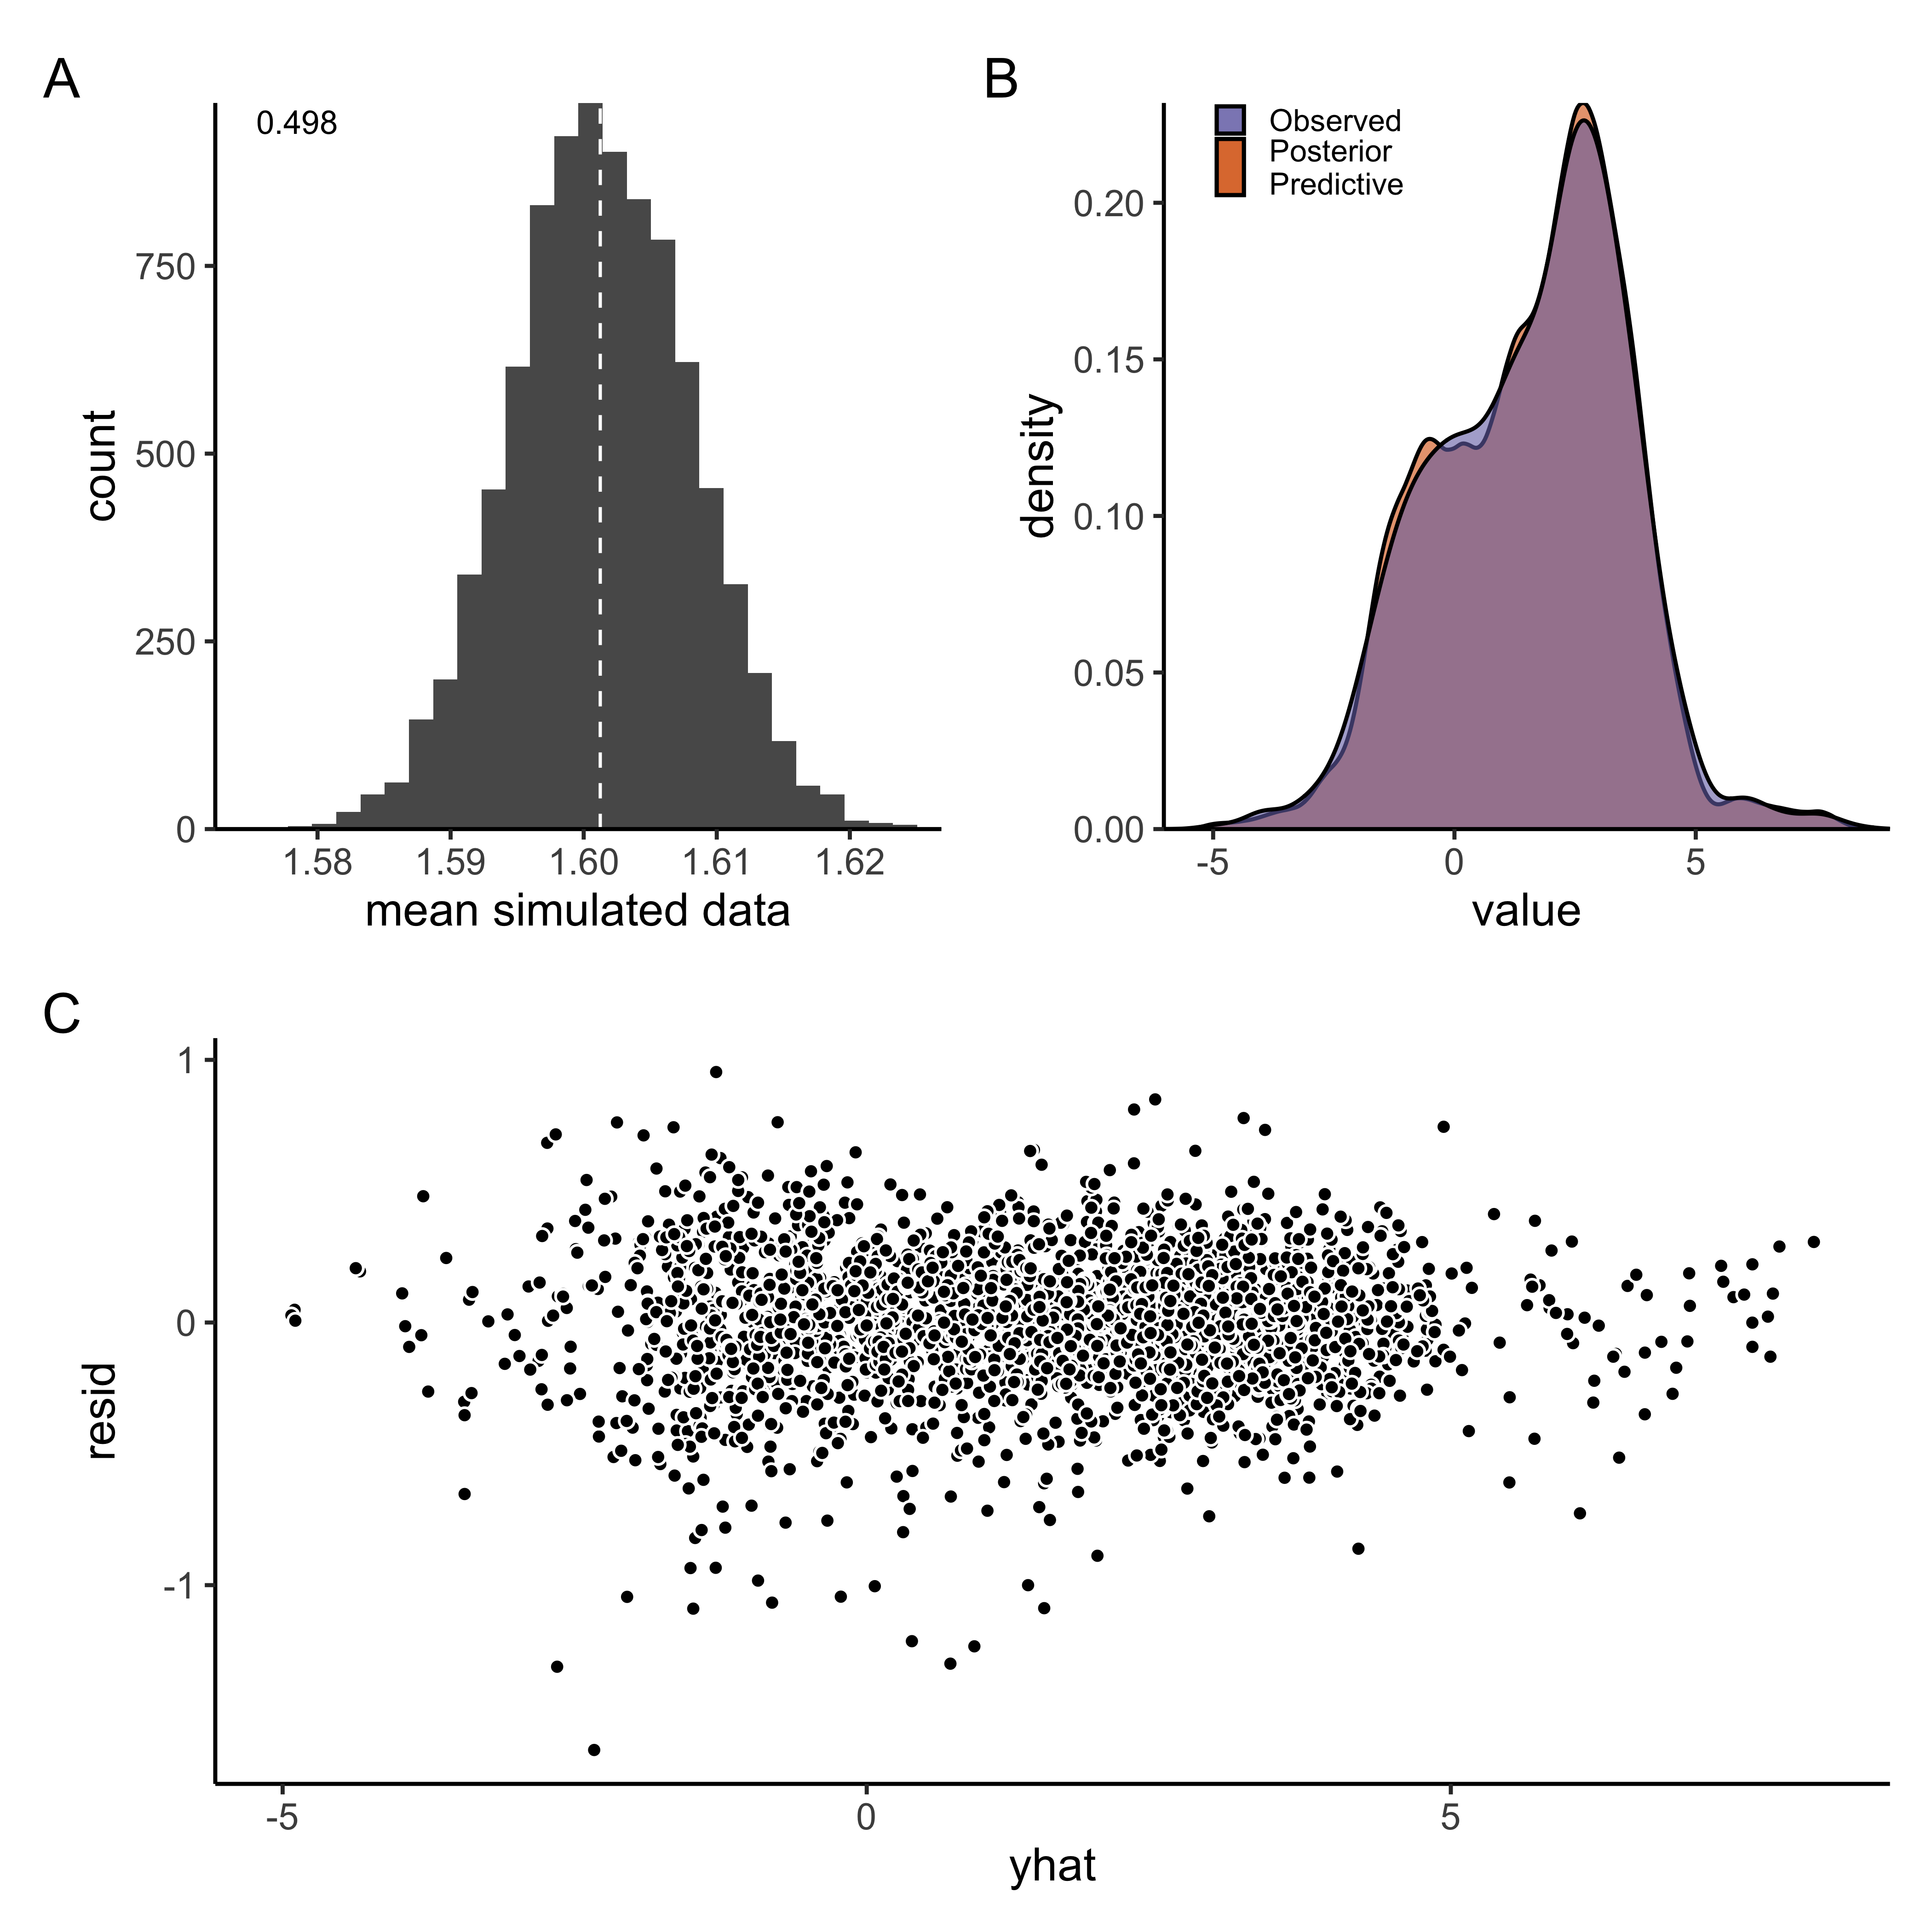 A
0.498
750
500
250
0
count
1.58 1.59 1.60 1.61 1.62
mean simulated data
B
Observed
Posterior
Predictive
0.20
0.15
0.10
0.05
0.00
density
-5 0 5
value
C
1
0
-1
resid
-5 0 5
yhat